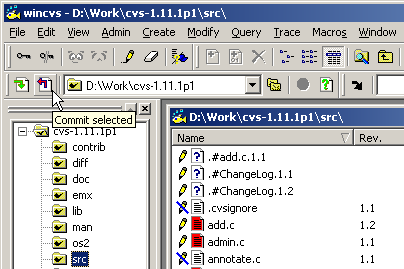 wincvs - D:\Work\cvs-1.11.1p1\src\
File Edit View Admin Create Modify Query Trace Macros Window
D:\Work\cvs-1.11.1p1
Commit selected
cvs-1.11.1p1
contrib
diff
doc
emx
lib
man
os2
src
D:\Work\cvs-1.11.1p1\src\
Name Rev.
.#add.c.1.1
.#ChangeLog.1.1
.#ChangeLog.1.2
.cvsignore 1.1
add.c 1.2
admin.c 1.1
annotate.c 1.1